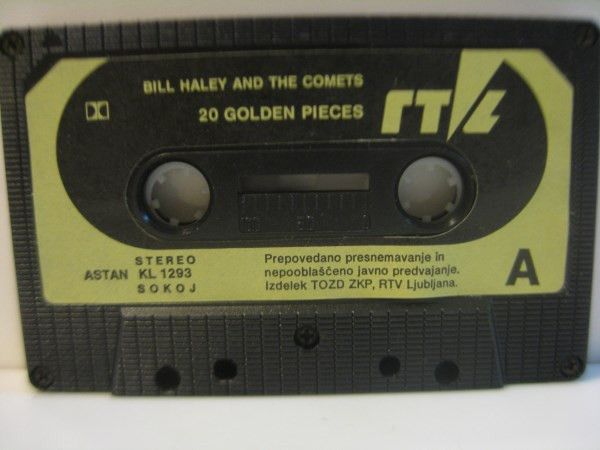 BILL HALEY AND THE COMETS
20 GOLDEN PIECES
RTL
STEREO
ASTAN KL 1293
SOKOJ
Prepovedano presnemavanje in
nepooblaščeno javno predvajanje.
Izdelek TOZD ZKP, RTV Ljubljana.
A